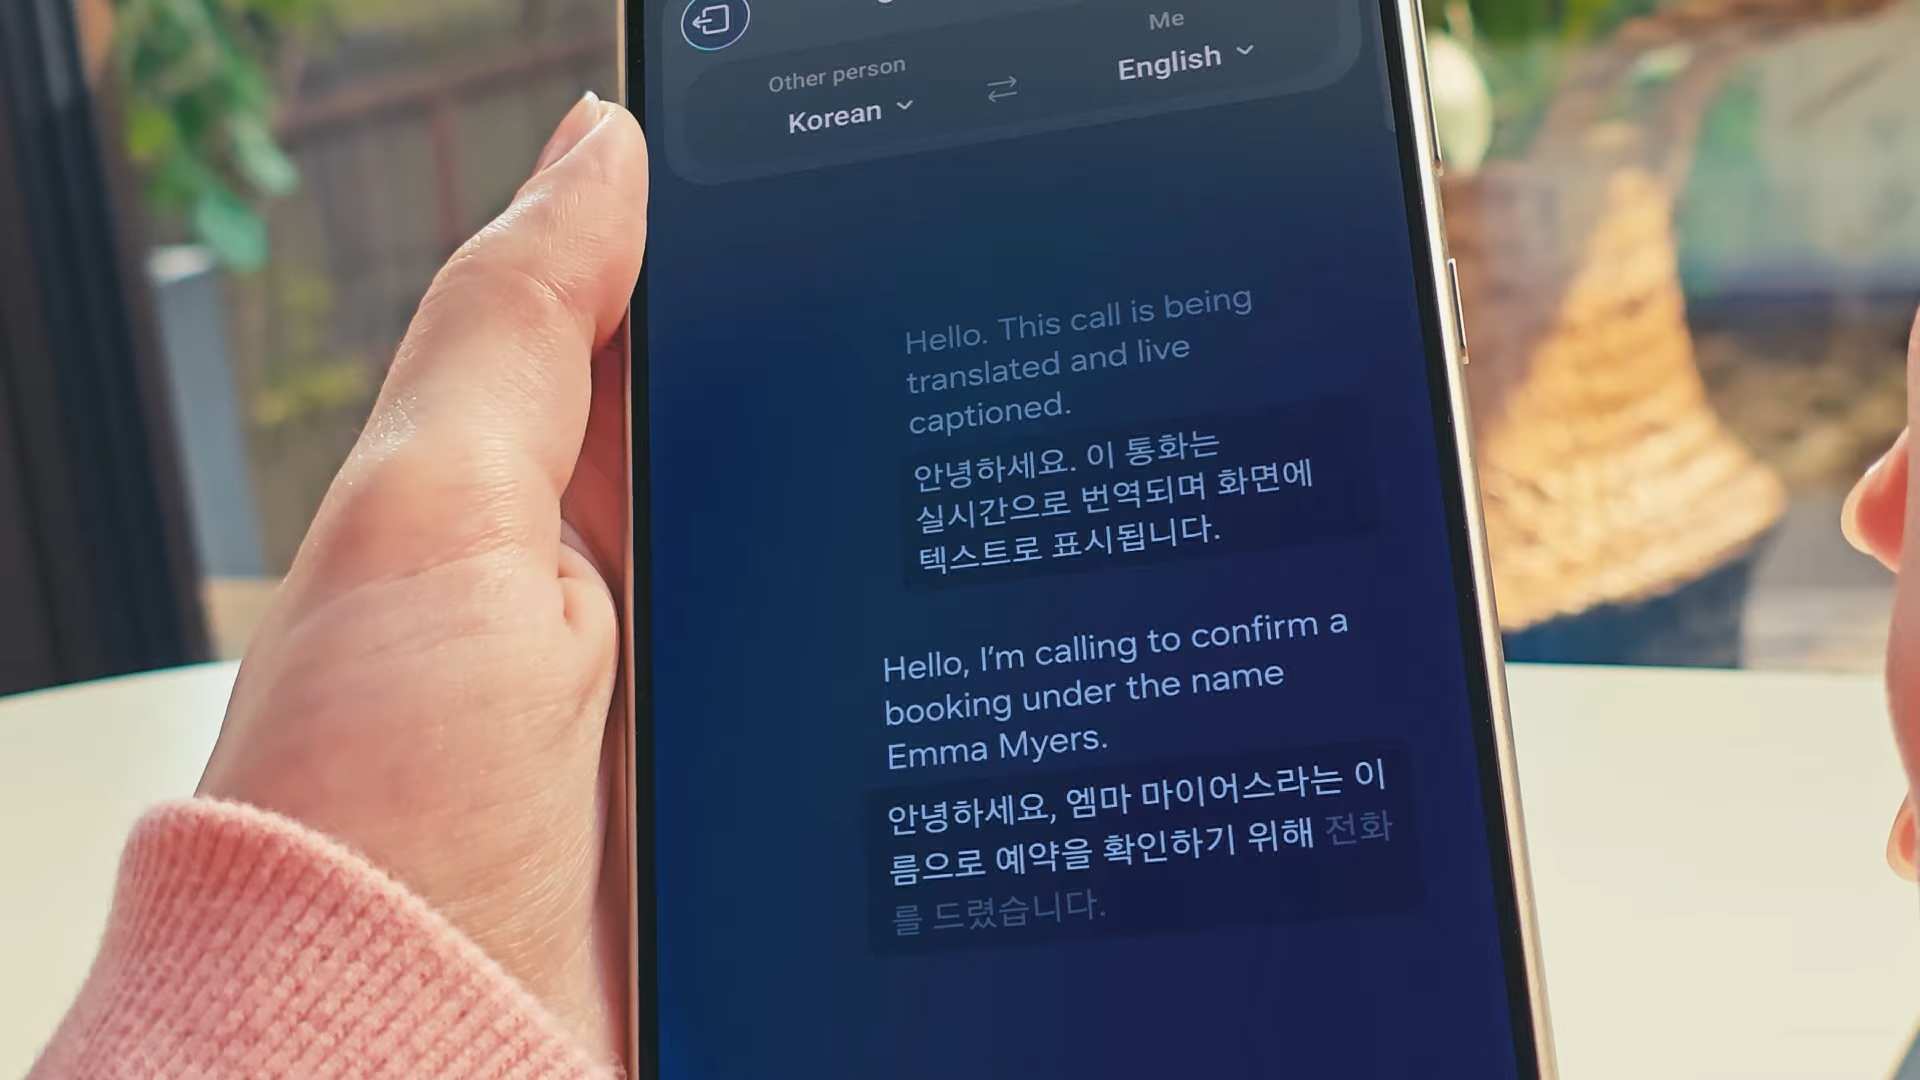 Me
Other person
English
Korean
Hello. This call is being
translated and live
captioned.
안녕하세요. 이 통화는
실시간으로 번역되며 화면에
텍스트로 표시됩니다.
Hello, I'm calling to confirm a
booking under the name
Emma Myers.
안녕하세요, 엠마 마이어스라는 이
름으로 예약을 확인하기 위해 전화
를 드렸습니다.